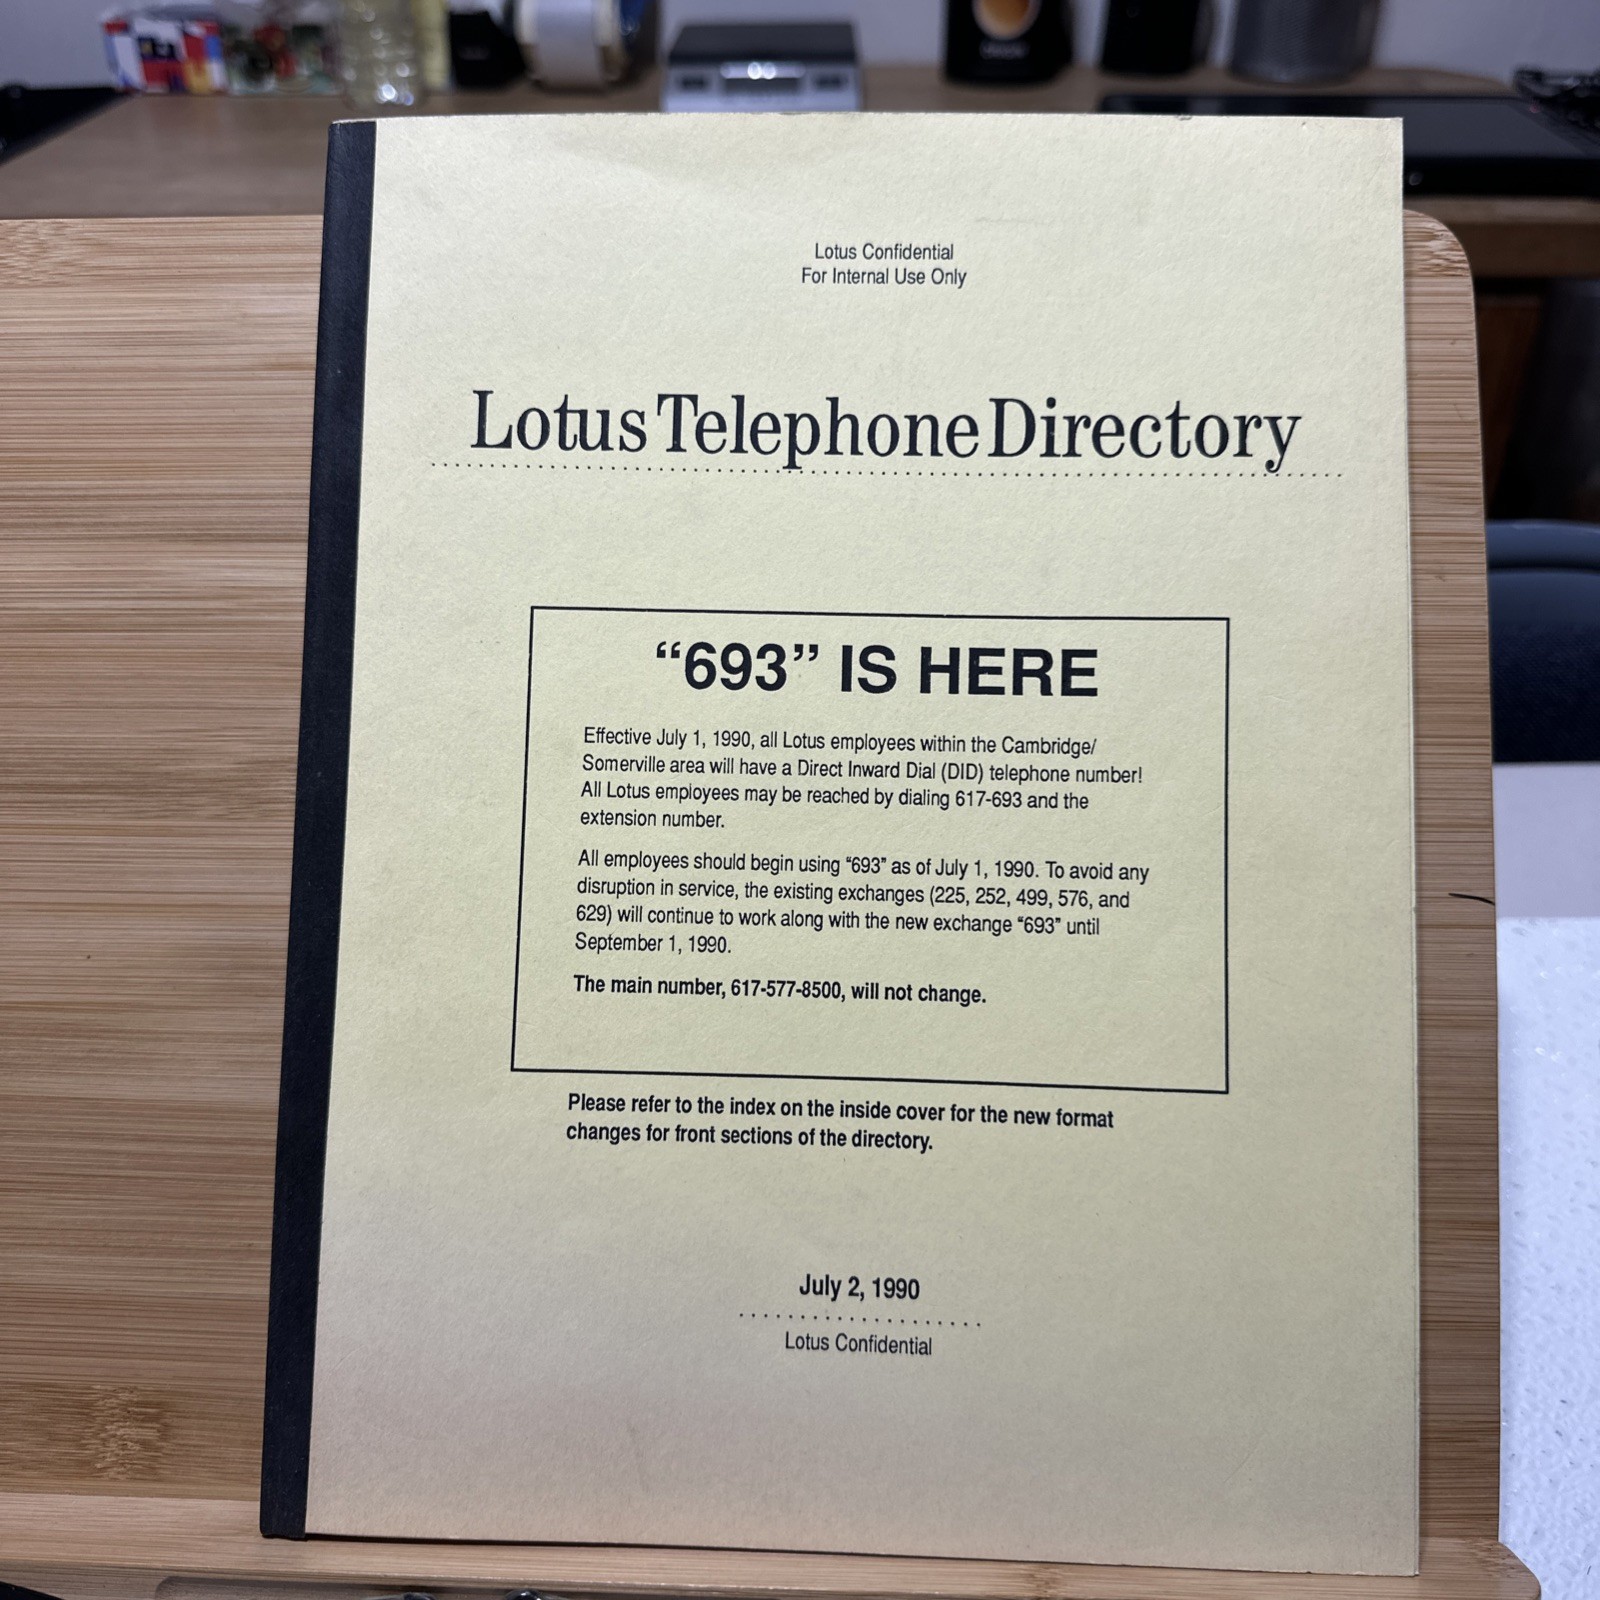 Lotus Confidential
For Internal Use Only
Lotus Telephone Directory
“693” IS HERE
Effective July 1, 1990, all Lotus employees within the Cambridge/
Somerville area will have a Direct Inward Dial (DID) telephone number!
All Lotus employees may be reached by dialing 617-693 and the
extension number.
All employees should begin using “693” as of July 1, 1990. To avoid any
disruption in service, the existing exchanges (225, 252, 499, 576, and
629) will continue to work along with the new exchange “693” until
September 1, 1990.
The main number, 617-577-8500, will not change.
Please refer to the index on the inside cover for the new format
changes for front sections of the directory.
July 2, 1990
Lotus Confidential